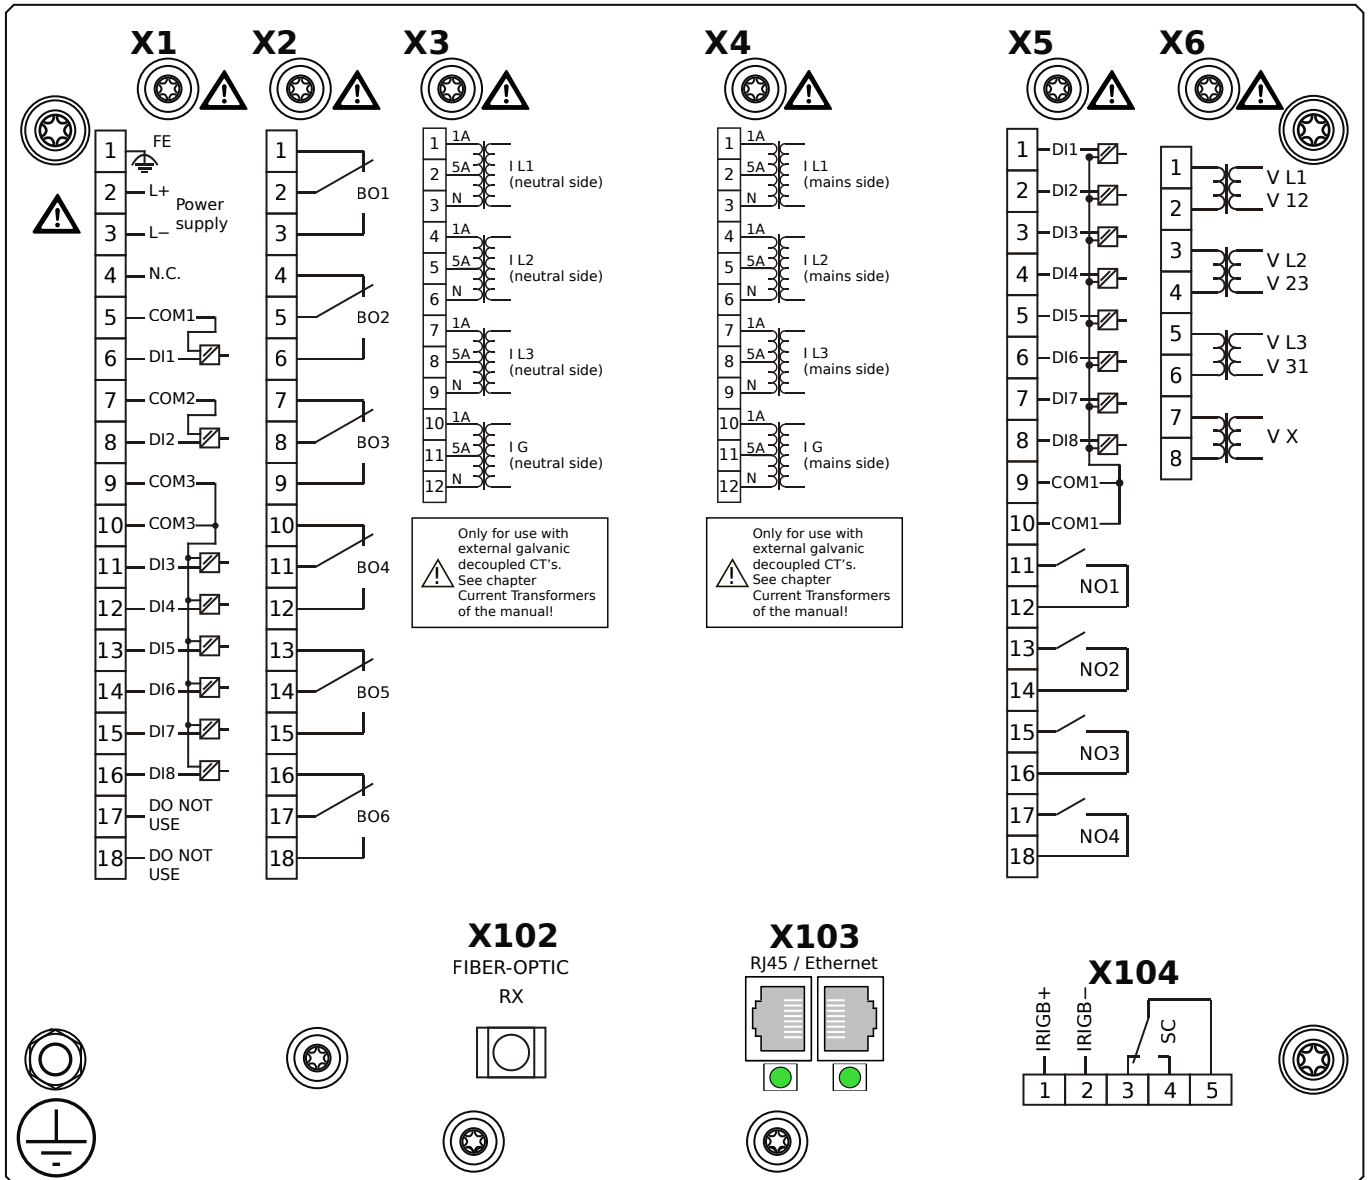 X1
X2
X3
X4
X5
X6
1 FE
2 L+
Power
supply
3 L−
4 N.C.
5 COM1
6 DI1
7 COM2
8 DI2
9 COM3
10 COM3
11 DI3
12 DI4
13 DI5
14 DI6
15 DI7
16 DI8
17 DO NOT
USE
18 DO NOT
USE
1
2 BO1
3
4
5 BO2
6
7
8 BO3
9
10
11 BO4
12
13
14 BO5
15
16
17 BO6
18
1 1A
2 5A I L1
(neutral side)
3 N
4 1A
5 5A I L2
(neutral side)
6 N
7 1A
8 5A I L3
(neutral side)
9 N
10 1A
11 5A I G
(neutral side)
12 N
Only for use with
external galvanic
decoupled CT's.
See chapter
Current Transformers
of the manual!
1 1A
2 5A I L1
(mains side)
3 N
4 1A
5 5A I L2
(mains side)
6 N
7 1A
8 5A I L3
(mains side)
9 N
10 1A
11 5A I G
(mains side)
12 N
Only for use with
external galvanic
decoupled CT's.
See chapter
Current Transformers
of the manual!
1 DI1
2 DI2
3 DI3
4 DI4
5 DI5
6 DI6
7 DI7
8 DI8
9 COM1
10 COM1
11
NO1
12
13
NO2
14
15
NO3
16
17
NO4
18
1 V L1
2 V 12
3 V L2
4 V 23
5 V L3
6 V 31
7 V X
8
X102
FIBER-OPTIC
RX
X103
RJ45 / Ethernet
X104
IRIGB+
IRIGB−
SC
1 2 3 4 5